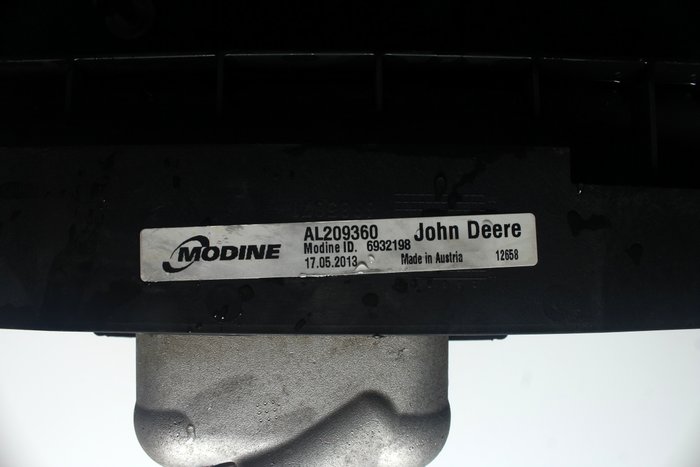 MODINE
AL209360 John Deere
Modine ID. 6932198
17.05.2013 Made in Austria 12658